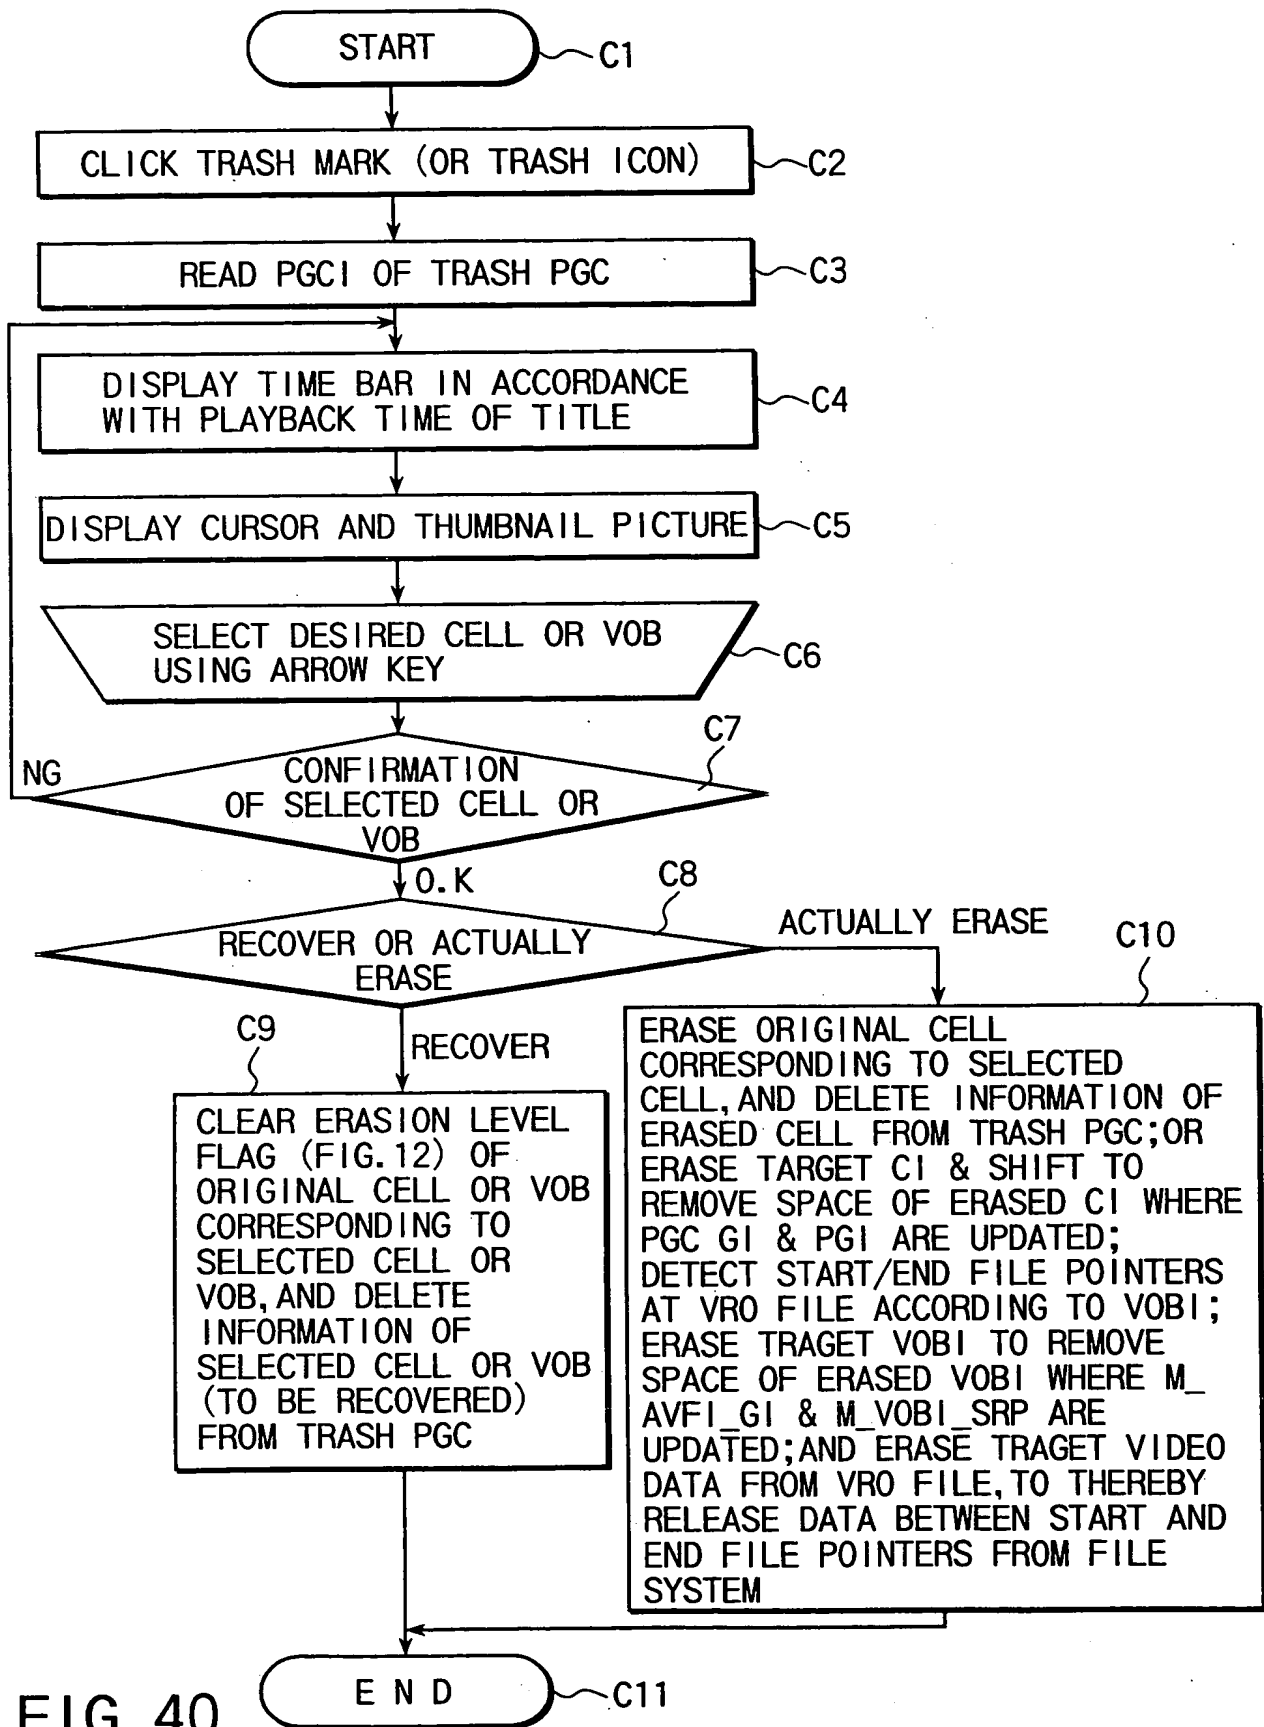 START
C1
CLICK TRASH MARK (OR TRASH ICON)
C2
READ PGCI OF TRASH PGC
C3
DISPLAY TIME BAR IN ACCORDANCE
WITH PLAYBACK TIME OF TITLE
C4
DISPLAY CURSOR AND THUMBNAIL PICTURE
C5
SELECT DESIRED CELL OR VOB
USING ARROW KEY
C6
C7
NG
CONFIRMATION
OF SELECTED CELL OR
VOB
O.K
C8
RECOVER OR ACTUALLY
ERASE
ACTUALLY ERASE
C10
C9
RECOVER
CLEAR ERASION LEVEL
FLAG (FIG.12) OF
ORIGINAL CELL OR VOB
CORRESPONDING TO
SELECTED CELL OR
VOB, AND DELETE
INFORMATION OF
SELECTED CELL OR VOB
(TO BE RECOVERED)
FROM TRASH PGC
ERASE ORIGINAL CELL
CORRESPONDING TO SELECTED
CELL, AND DELETE INFORMATION OF
ERASED CELL FROM TRASH PGC;OR
ERASE TARGET CI & SHIFT TO
REMOVE SPACE OF ERASED CI WHERE
PGC GI & PGI ARE UPDATED;
DETECT START/END FILE POINTERS
AT VRO FILE ACCORDING TO VOBI;
ERASE TRAGET VOBI TO REMOVE
SPACE OF ERASED VOBI WHERE M_
AVFI_GI & M_VOBI_SRP ARE
UPDATED;AND ERASE TRAGET VIDEO
DATA FROM VRO FILE, TO THEREBY
RELEASE DATA BETWEEN START AND
END FILE POINTERS FROM FILE
SYSTEM
END
C11
FIG. 40